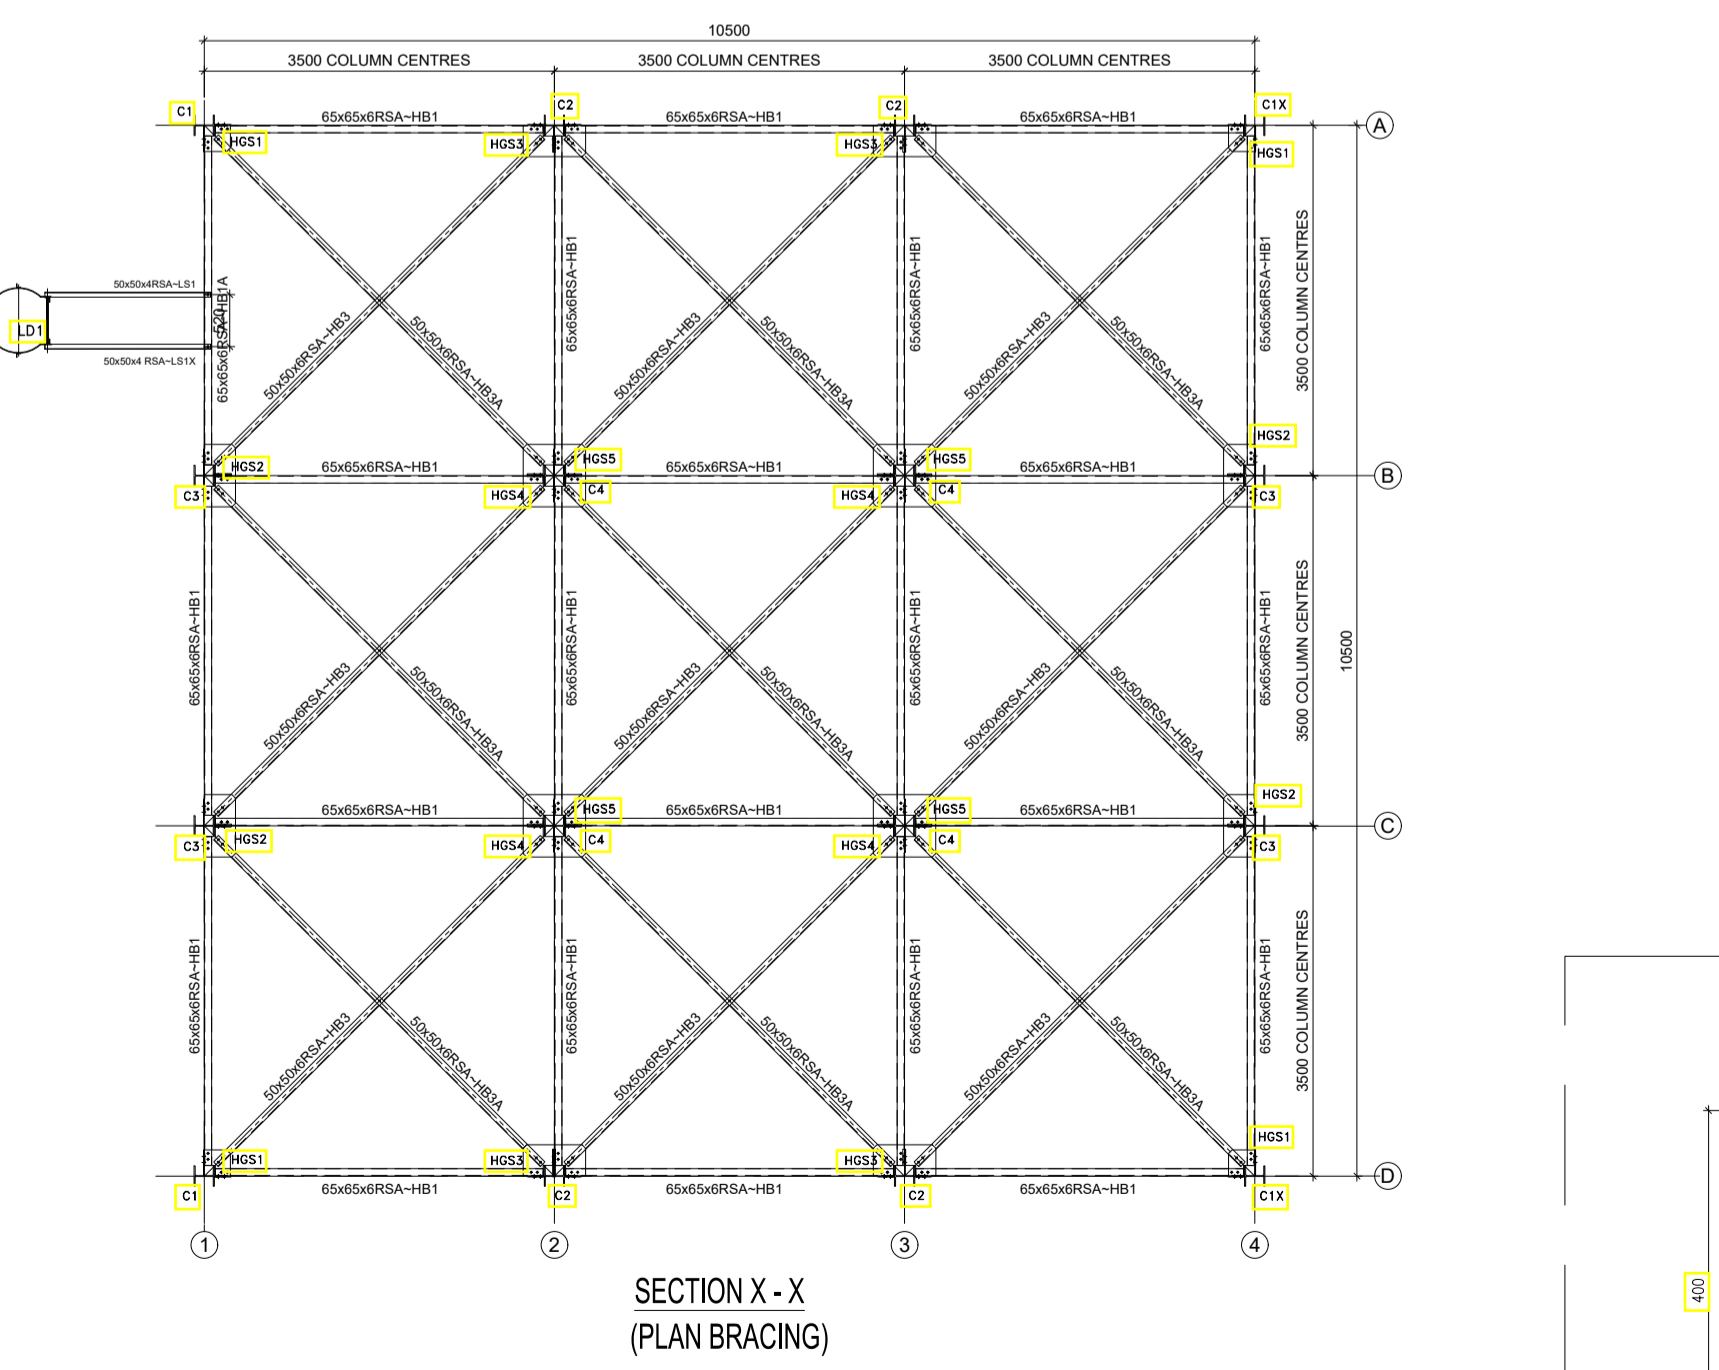 10500
3500 COLUMN CENTRES 3500 COLUMN CENTRES 3500 COLUMN CENTRES
C1 C2 C2 C1X
65x65x6RSA~HB1 65x65x6RSA~HB1 65x65x6RSA~HB1 A
HGS1 HGS3 HGS3 HGS1
65x65x6RSA~HB1A 65x65x6RSA~HB1 65x65x6RSA~HB1 65x65x6RSA~HB1 3500 COLUMN CENTRES
50x50x4RSA~LS1
LD1 520
50x50x4 RSA~LS1X
50x50x6RSA~HB3 50x50x6RSA~HB3A 50x50x6RSA~HB3 50x50x6RSA~HB3A 50x50x6RSA~HB3 50x50x6RSA~HB3A
HGS2
HGS2 65x65x6RSA~HB1 HGS5 65x65x6RSA~HB1 HGS5 65x65x6RSA~HB1 B
C3 HGS4 C4 HGS4 C4 C3
65x65x6RSA~HB1 65x65x6RSA~HB1 65x65x6RSA~HB1 65x65x6RSA~HB1 3500 COLUMN CENTRES 10500
50x50x6RSA~HB3 50x50x6RSA~HB3A 50x50x6RSA~HB3 50x50x6RSA~HB3A 50x50x6RSA~HB3 50x50x6RSA~HB3A
HGS2
65x65x6RSA~HB1 HGS5 65x65x6RSA~HB1 HGS5 65x65x6RSA~HB1 C
C3 HGS2 HGS4 C4 HGS4 C4 C3
65x65x6RSA~HB1 65x65x6RSA~HB1 65x65x6RSA~HB1 65x65x6RSA~HB1 3500 COLUMN CENTRES
50x50x6RSA~HB3 50x50x6RSA~HB3A 50x50x6RSA~HB3 50x50x6RSA~HB3A 50x50x6RSA~HB3 50x50x6RSA~HB3A
HGS1 HGS3 HGS3 HGS1
D
C1 65x65x6RSA~HB1 C2 65x65x6RSA~HB1 C2 65x65x6RSA~HB1 C1X
1 2 3 4
SECTION X - X
(PLAN BRACING)
400